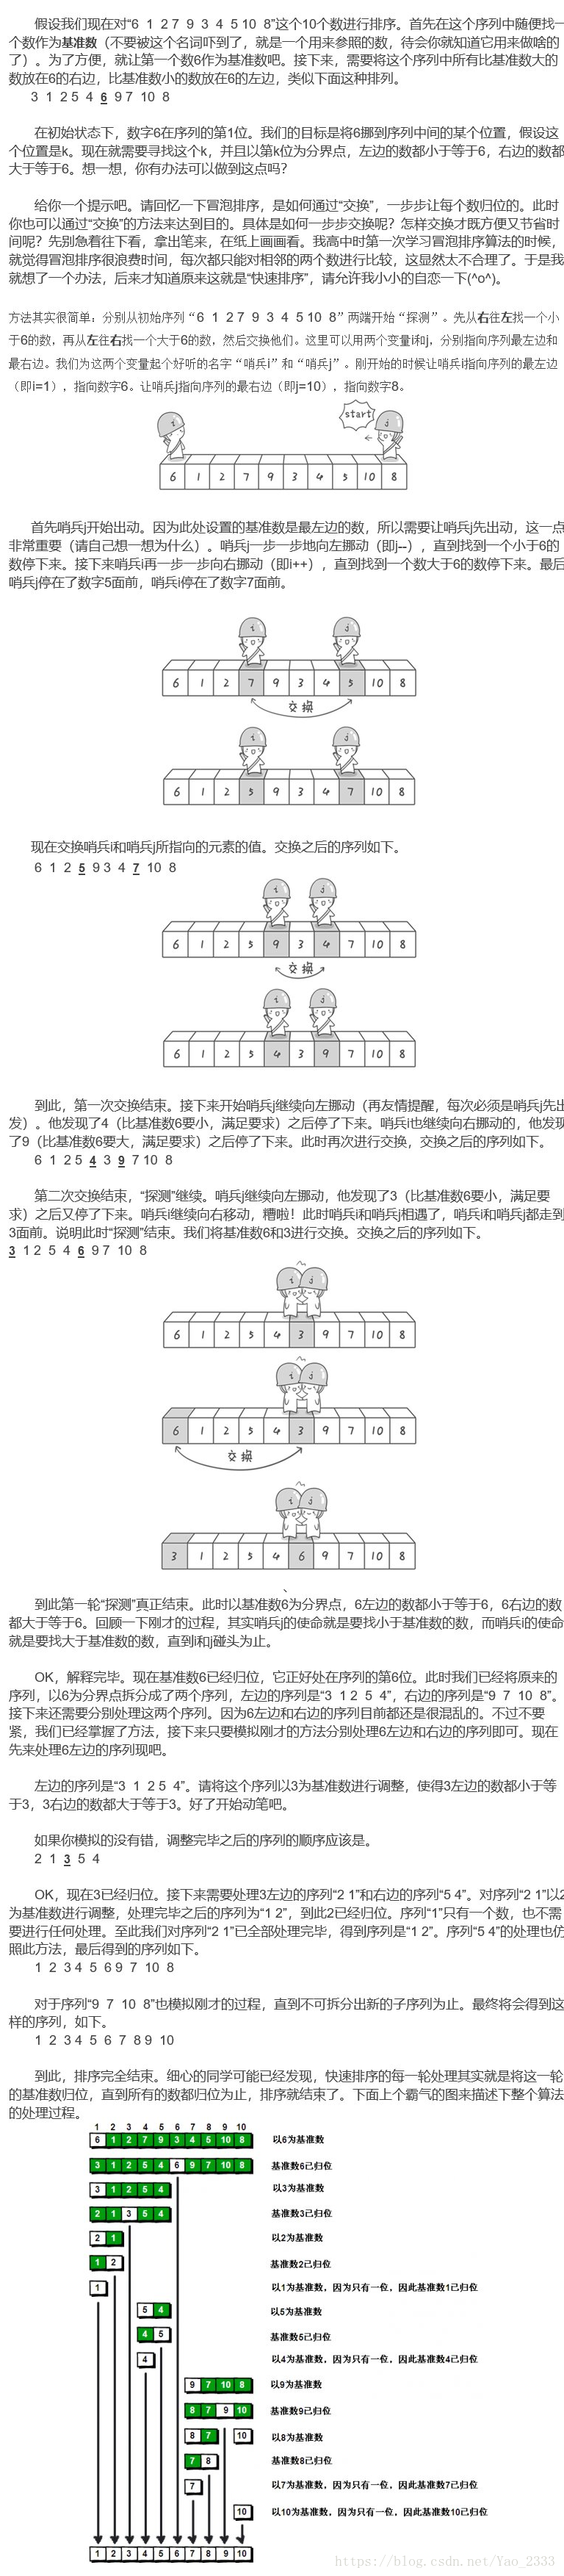 假设我们现在对“6  1  2 7  9  3  4  5 10  8”这个10个数进行排序。首先在这个序列中随便找一
个数作为基准数（不要被这个名词吓到了，就是一个用来参照的数，待会你就知道它用来做啥的
了）。为了方便，就让第一个数6作为基准数吧。接下来，需要将这个序列中所有比基准数大的
数放在6的右边，比基准数小的数放在6的左边，类似下面这种排列。
3  1  2 5  4  6  9 7  10  8
在初始状态下，数字6在序列的第1位。我们的目标是将6挪到序列中间的某个位置，假设这
个位置是k。现在就需要寻找这个k，并且以第k位为分界点，左边的数都小于等于6，右边的数都
大于等于6。想一想，你有办法可以做到这点吗？
给你一个提示吧。请回忆一下冒泡排序，是如何通过“交换”，一步步让每个数归位的。此时
你也可以通过“交换”的方法来达到目的。具体是如何一步步交换呢？怎样交换才既方便又节省时
间呢？先别急着往下看，拿出笔来，在纸上画画看。我高中时第一次学习冒泡排序算法的时候，
就觉得冒泡排序很浪费时间，每次都只能对相邻的两个数进行比较，这显然太不合理了。于是我
就想了一个办法，后来才知道原来这就是“快速排序”，请允许我小小的自恋一下(^o^)。
方法其实很简单：分别从初始序列“6  1  2 7 9  3  4  5 10  8”两端开始“探测”。先从右往左找一个小
于6的数，再从左往右找一个大于6的数，然后交换他们。这里可以用两个变量i和j，分别指向序列最左边和
最右边。我们为这两个变量起个好听的名字“哨兵i”和“哨兵j”。刚开始的时候让哨兵i指向序列的最左边
（即i=1），指向数字6。让哨兵j指向序列的最右边（即j=10），指向数字8。
start
i j
6 1 2 7 9 3 4 5 10 8
首先哨兵j开始出动。因为此处设置的基准数是最左边的数，所以需要让哨兵j先出动，这一点
非常重要（请自己想一想为什么）。哨兵j一步一步地向左挪动（即j--），直到找到一个小于6的
数停下来。接下来哨兵i再一步一步向右挪动（即i++），直到找到一个数大于6的数停下来。最后
哨兵j停在了数字5面前，哨兵i停在了数字7面前。
i j
6 1 2 7 9 3 4 5 10 8
交换
i j
6 1 2 5 9 3 4 7 10 8
现在交换哨兵i和哨兵j所指向的元素的值。交换之后的序列如下。
6  1  2  5  9 3  4  7  10  8
i j
6 1 2 5 9 3 4 7 10 8
交换
i j
6 1 2 5 4 3 9 7 10 8
到此，第一次交换结束。接下来开始哨兵j继续向左挪动（再友情提醒，每次必须是哨兵j先出
发）。他发现了4（比基准数6要小，满足要求）之后停了下来。哨兵i也继续向右挪动的，他发现
了9（比基准数6要大，满足要求）之后停了下来。此时再次进行交换，交换之后的序列如下。
6  1  2 5  4  3  9  7 10  8
第二次交换结束，“探测”继续。哨兵j继续向左挪动，他发现了3（比基准数6要小，满足要
求）之后又停了下来。哨兵i继续向右移动，糟啦！此时哨兵i和哨兵j相遇了，哨兵i和哨兵j都走到
3面前。说明此时“探测”结束。我们将基准数6和3进行交换。交换之后的序列如下。
3  1 2  5  4  6  9 7  10  8
i j
6 1 2 5 4 3 9 7 10 8
i j
6 1 2 5 4 3 9 7 10 8
交换
i j
3 1 2 5 4 6 9 7 10 8
、
到此第一轮“探测”真正结束。此时以基准数6为分界点，6左边的数都小于等于6，6右边的数
都大于等于6。回顾一下刚才的过程，其实哨兵j的使命就是要找小于基准数的数，而哨兵i的使命
就是要找大于基准数的数，直到i和j碰头为止。
OK，解释完毕。现在基准数6已经归位，它正好处在序列的第6位。此时我们已经将原来的
序列，以6为分界点拆分成了两个序列，左边的序列是“3  1 2  5  4”，右边的序列是“9  7  10  8”。
接下来还需要分别处理这两个序列。因为6左边和右边的序列目前都还是很混乱的。不过不要
紧，我们已经掌握了方法，接下来只要模拟刚才的方法分别处理6左边和右边的序列即可。现在
先来处理6左边的序列现吧。
左边的序列是“3  1  2 5  4”。请将这个序列以3为基准数进行调整，使得3左边的数都小于等
于3，3右边的数都大于等于3。好了开始动笔吧。
如果你模拟的没有错，调整完毕之后的序列的顺序应该是。
2  1  3  5  4
OK，现在3已经归位。接下来需要处理3左边的序列“2 1”和右边的序列“5 4”。对序列“2 1”以2
为基准数进行调整，处理完毕之后的序列为“1 2”，到此2已经归位。序列“1”只有一个数，也不需
要进行任何处理。至此我们对序列“2 1”已全部处理完毕，得到序列是“1 2”。序列“5 4”的处理也仿
照此方法，最后得到的序列如下。
1  2  3 4  5  6 9  7  10  8
对于序列“9  7  10  8”也模拟刚才的过程，直到不可拆分出新的子序列为止。最终将会得到这
样的序列，如下。
1  2  3 4  5  6  7  8 9  10
到此，排序完全结束。细心的同学可能已经发现，快速排序的每一轮处理其实就是将这一轮
的基准数归位，直到所有的数都归位为止，排序就结束了。下面上个霸气的图来描述下整个算法
的处理过程。
1 2 3 4 5 6 7 8 9 10
6 1 2 7 9 3 4 5 10 8 以6为基准数
3 1 2 5 4 6 9 7 10 8 基准数6已归位
3 1 2 5 4 以3为基准数
2 1 3 5 4 基准数3已归位
2 1 以2为基准数
1 2 基准数2已归位
1 以1为基准数，因为只有一位，因此基准数1已归位
5 4 以5为基准数
4 5 基准数5已归位
4 以4为基准数，因为只有一位，因此基准数4已归位
9 7 10 8 以9为基准数
8 7 9 10 基准数9已归位
8 7 10 以8为基准数
7 8 基准数8已归位
7 以7为基准数，因为只有一位，因此基准数7已归位
10 以10为基准数，因为只有一位，因此基准数10已归位
1 2 3 4 5 6 7 8 9 10
https://blog.csdn.net/Yao_2333